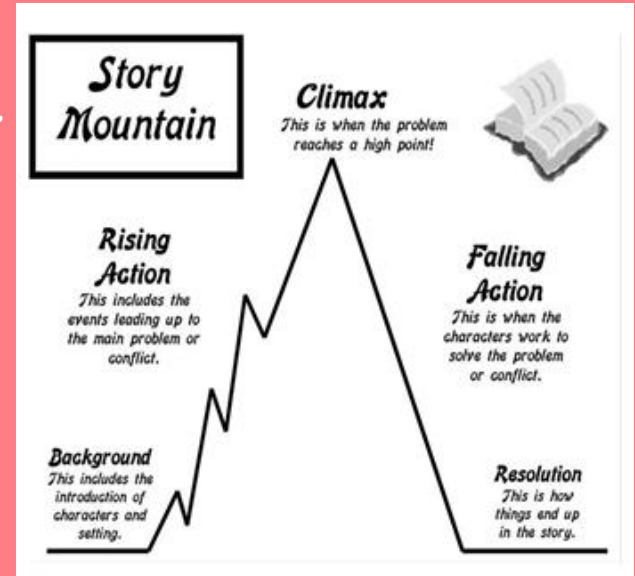 Story
Mountain
Climax
This is when the problem
reaches a high point!
Rising
Action
This includes the
events leading up to
the main problem or
conflict.
Falling
Action
This is when the
characters work to
solve the problem
or conflict.
Background
This includes the
introduction of
characters and
setting.
Resolution
This is how
things end up
in the story.